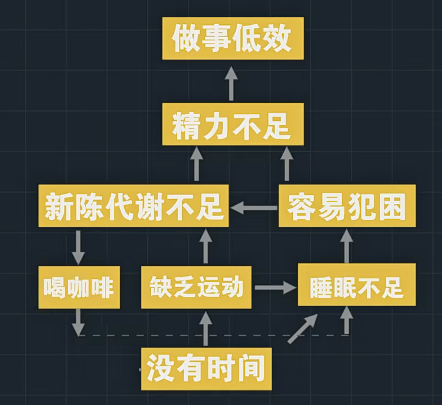 做事低效
精力不足
新陈代谢不足
容易犯困
喝咖啡
缺乏运动
睡眠不足
没有时间